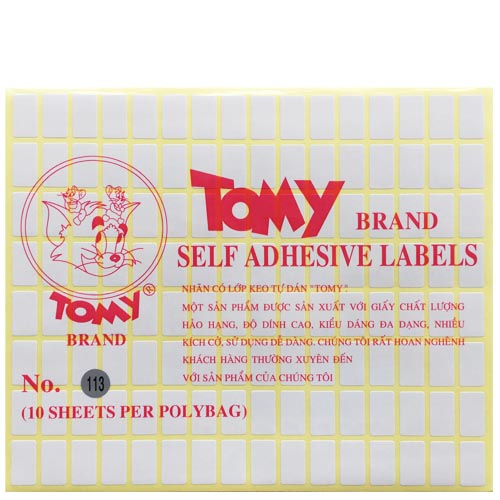 TOMY BRAND
SELF ADHESIVE LABELS
NHÃN CÓ LỚP KEO TỰ DÁN "TOMY".
MỘT SẢN PHẨM ĐƯỢC SẢN XUẤT VỚI GIẤY CHẤT LƯỢNG
HẢO HẠNG, ĐỘ DÍNH CAO, KIỂU DÁNG ĐA DẠNG, NHIỀU
KÍCH CỠ, SỬ DỤNG DỄ DÀNG. CHÚNG TÔI RẤT HOAN NGHÊNH
KHÁCH HÀNG THƯỜNG XUYÊN ĐẾN
VỚI SẢN PHẨM CỦA CHÚNG TÔI
TOMY®
BRAND
No. 113
(10 SHEETS PER POLYBAG)